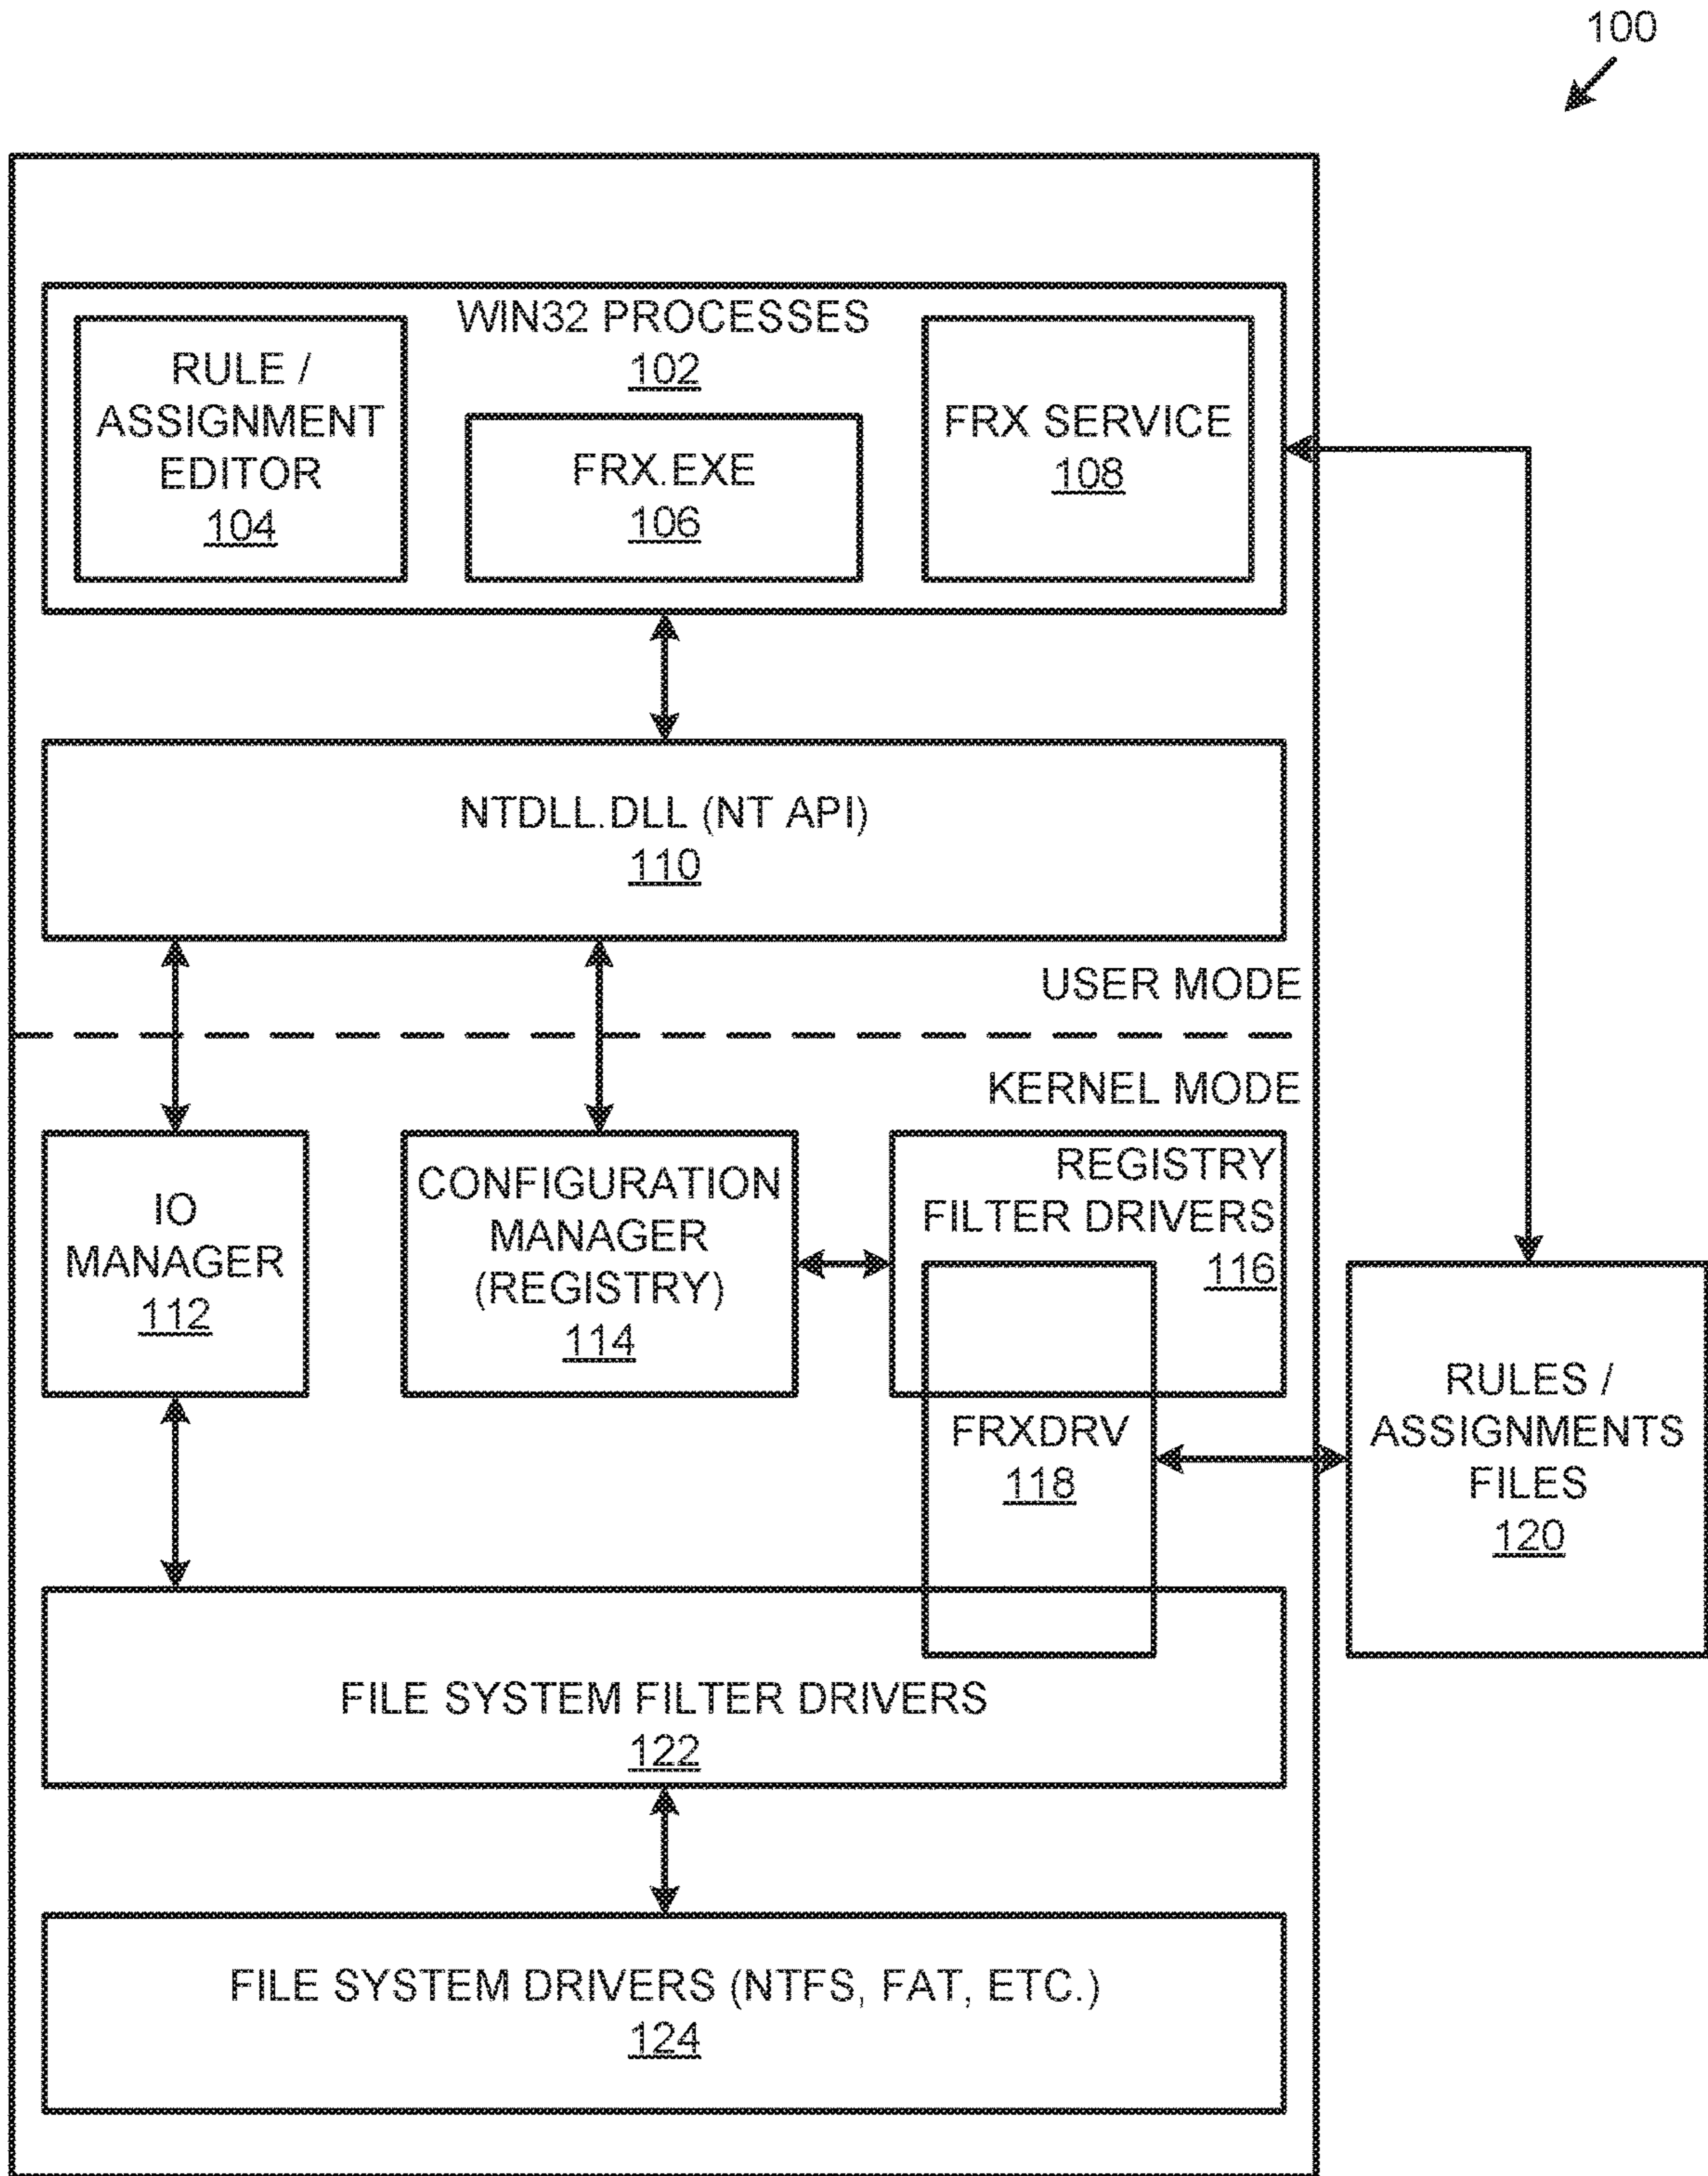 100
WIN32 PROCESSES
102
RULE /
ASSIGNMENT
EDITOR
104
FRX.EXE
106
FRX SERVICE
108
NTDLL.DLL (NT API)
110
USER MODE
KERNEL MODE
IO
MANAGER
112
CONFIGURATION
MANAGER
(REGISTRY)
114
REGISTRY
FILTER DRIVERS
116
FRXDRV
118
RULES /
ASSIGNMENTS
FILES
120
FILE SYSTEM FILTER DRIVERS
122
FILE SYSTEM DRIVERS (NTFS, FAT, ETC.)
124